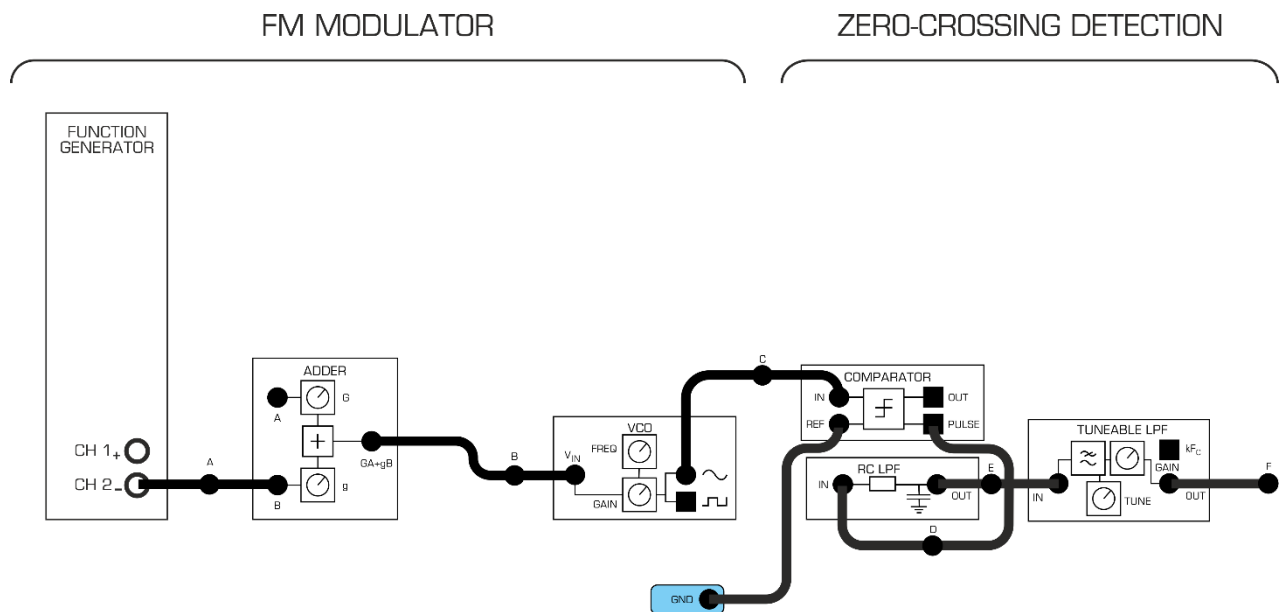 FM MODULATOR
ZERO-CROSSING DETECTION
FUNCTION
GENERATOR
CH 1+
CH 2-
A
ADDER
A
G
+
GA+gB
B
g
B
VCO
FREQ
VIN
GAIN
C
COMPARATOR
IN
OUT
REF
PULSE
RC LPF
IN
OUT
E
D
GND
TUNEABLE LPF
kFC
GAIN
IN
OUT
TUNE
F